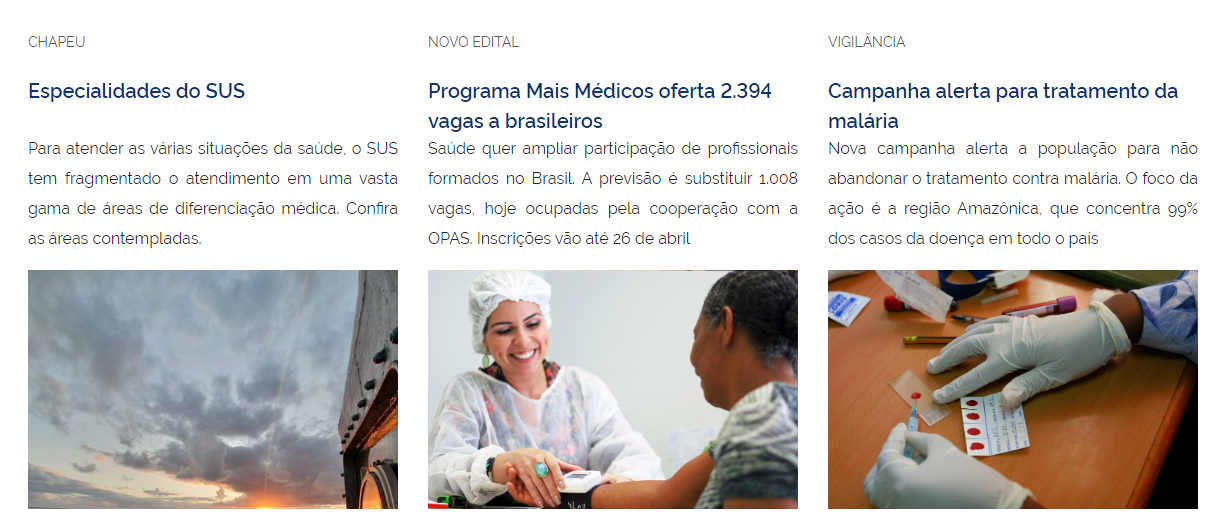 CHAPEU
Especialidades do SUS
Para atender as várias situações da saúde, o SUS
tem fragmentado o atendimento em uma vasta
gama de áreas de diferenciação médica. Confira
as áreas contempladas.
NOVO EDITAL
Programa Mais Médicos oferta 2.394
vagas a brasileiros
Saúde quer ampliar participação de profissionais
formados no Brasil. A previsão é substituir 1.008
vagas, hoje ocupadas pela cooperação com a
OPAS. Inscrições vão até 26 de abril
VIGILÂNCIA
Campanha alerta para tratamento da
malária
Nova campanha alerta a população para não
abandonar o tratamento contra malária. O foco da
ação é a região Amazônica, que concentra 99%
dos casos da doença em todo o país